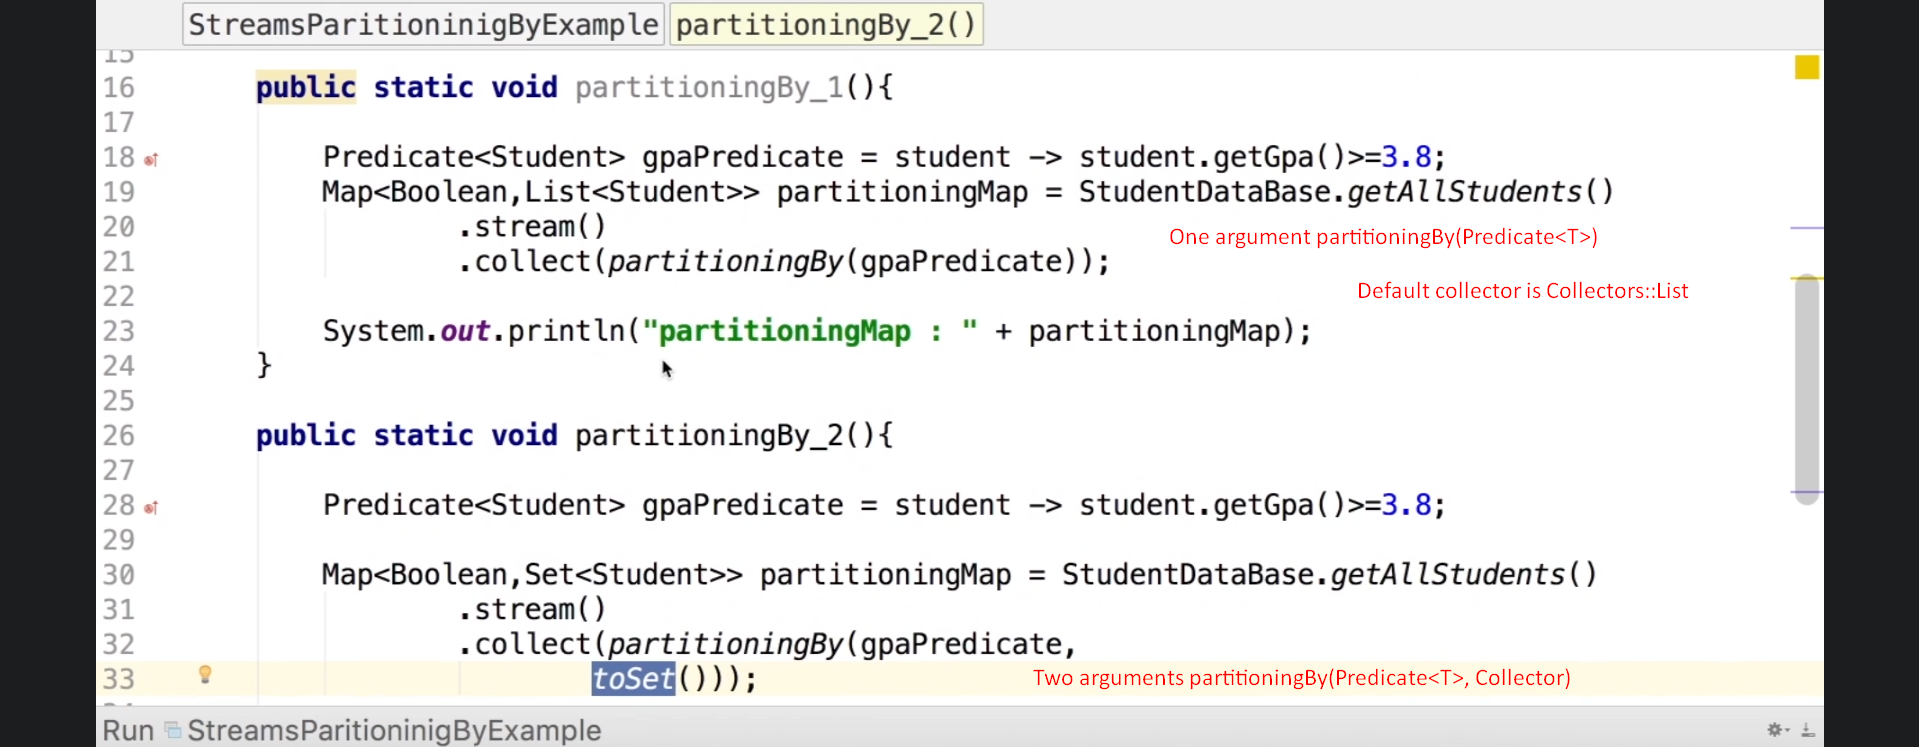 StreamsParitioninigByExample partitioningBy_2()
15
16 public static void partitioningBy_1(){
17
18 Predicate<Student> gpaPredicate = student -> student.getGpa()>=3.8;
19 Map<Boolean,List<Student>> partitioningMap = StudentDataBase.getAllStudents()
20 .stream()
One argument partitioningBy(Predicate<T>)
21 .collect(partitioningBy(gpaPredicate));
22
Default collector is Collectors::List
23 System.out.println("partitioningMap : " + partitioningMap);
24 }
25
26 public static void partitioningBy_2(){
27
28 Predicate<Student> gpaPredicate = student -> student.getGpa()>=3.8;
29
30 Map<Boolean,Set<Student>> partitioningMap = StudentDataBase.getAllStudents()
31 .stream()
32 .collect(partitioningBy(gpaPredicate,
33 toSet()));
Two arguments partitioningBy(Predicate<T>, Collector)
Run StreamsParitioninigByExample